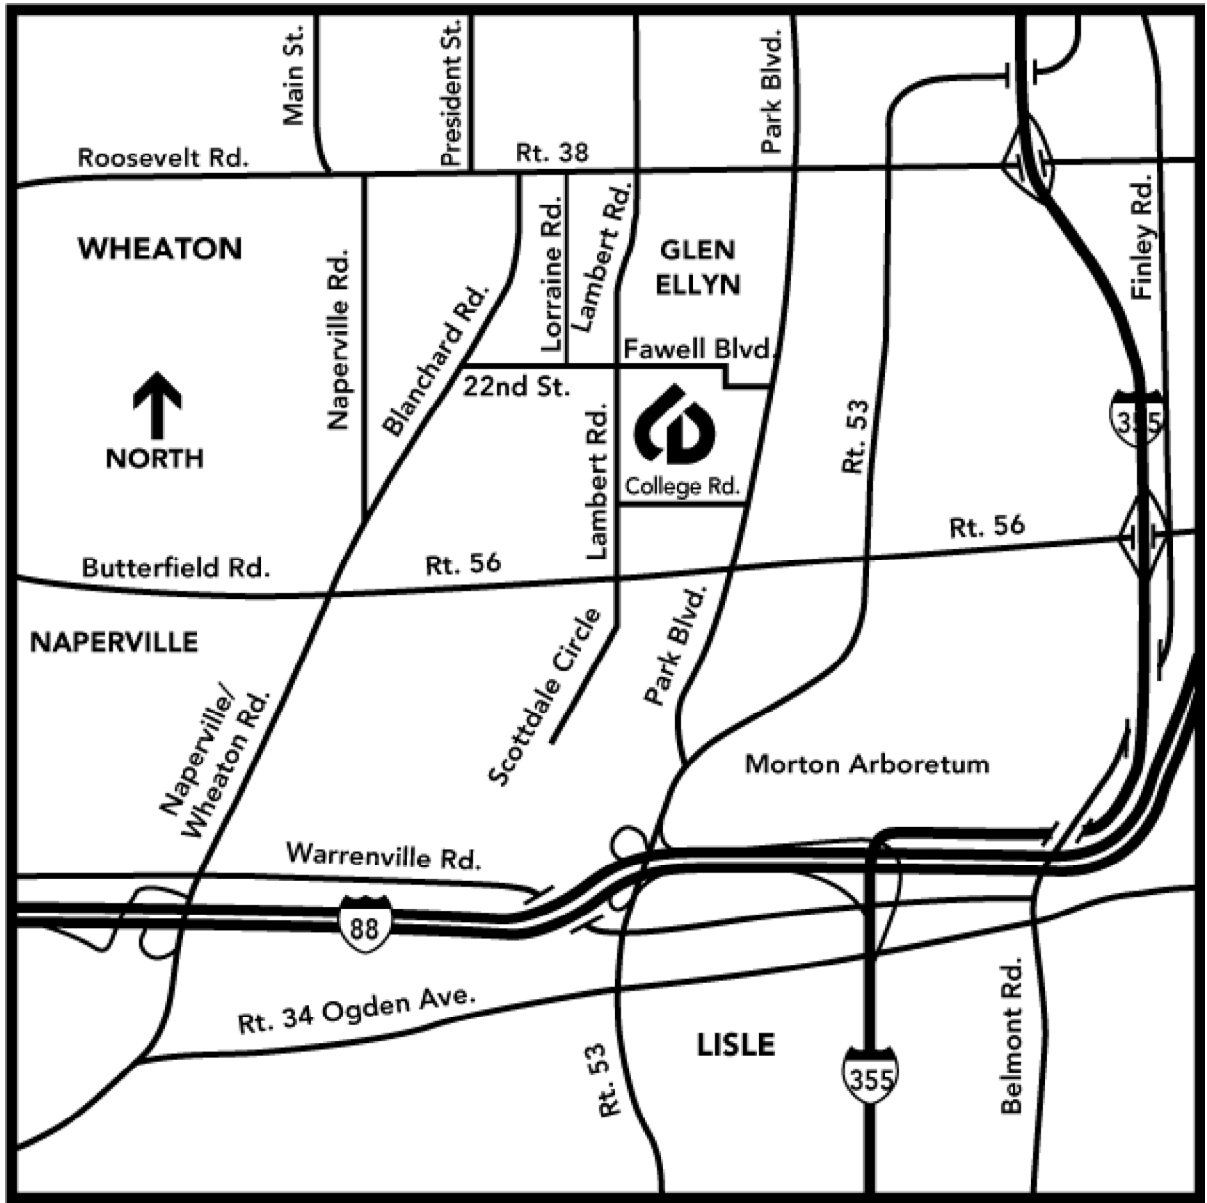 Main St.
President St.
Park Blvd.
Roosevelt Rd.
Rt. 38
WHEATON
Naperville Rd.
Blanchard Rd.
Lorraine Rd.
Lambert Rd.
GLEN
ELLYN
Finley Rd.
Fawell Blvd.
22nd St.
NORTH
Lambert Rd.
College Rd.
Rt. 53
355
Butterfield Rd.
Rt. 56
Rt. 56
NAPERVILLE
Naperville/
Wheaton Rd.
Scottdale Circle
Park Blvd.
Morton Arboretum
Warrenville Rd.
88
Rt. 34 Ogden Ave.
Rt. 53
LISLE
355
Belmont Rd.